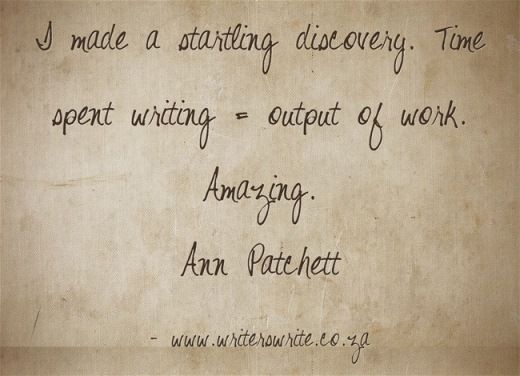 I made a startling discovery. Time
spent writing = output of work.
Amazing.
Ann Patchett
- www.writerswrite.co.za